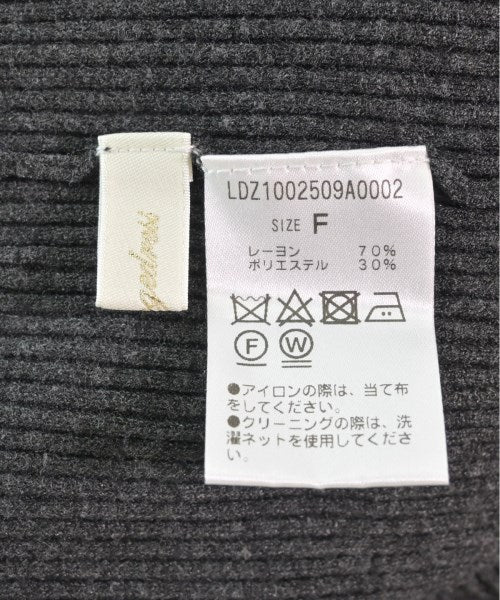 LDZ1002509A0002
SIZE F
レーヨン 70%
ポリエステル 30%
F W
●アイロンの際は、当て布
をしてください。
●クリーニングの際は、洗
濯ネットを使用してくださ
い。